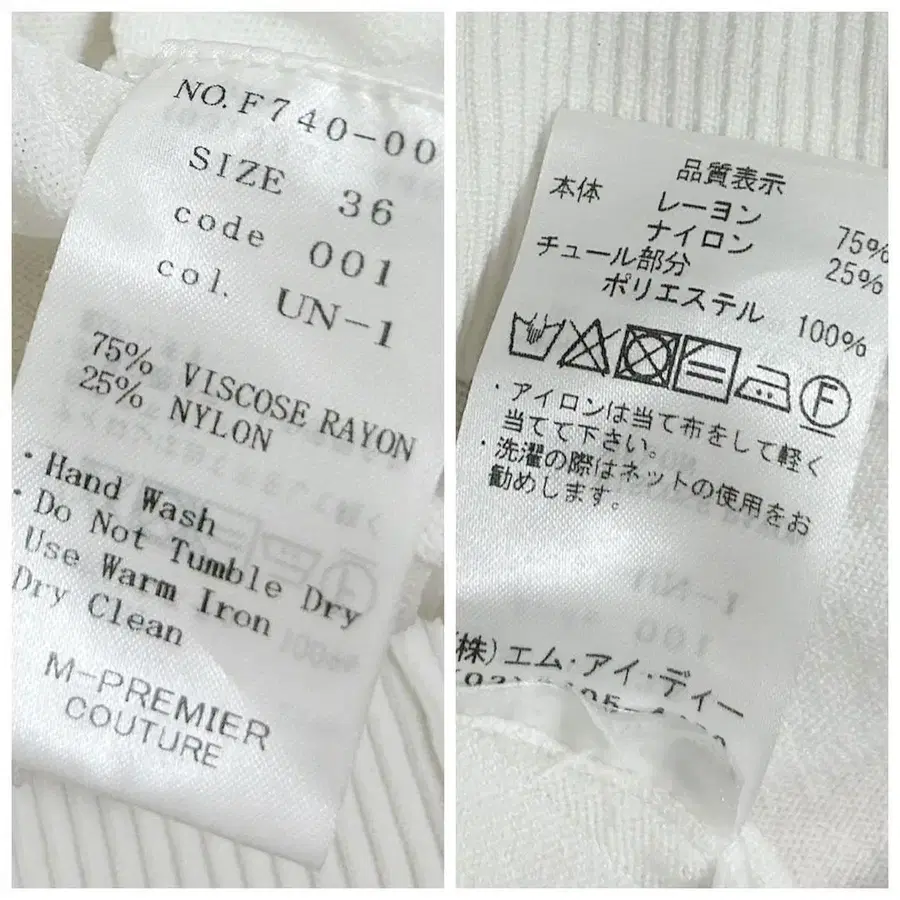 NO.F740-00
SIZE 36
code 001
col. UN-1
75% VISCOSE RAYON
25% NYLON
・Hand Wash
・Do Not Tumble Dry
Use Warm Iron
Dry Clean
M-PREMIER
COUTURE
品質表示
本体 レーヨン 75%
ナイロン 25%
チュール部分
ポリエステル 100%
F
・アイロンは当て布をして軽く
当てて下さい。
・洗濯の際はネットの使用をお
勧めします。
(株)エム・アイ・ディー